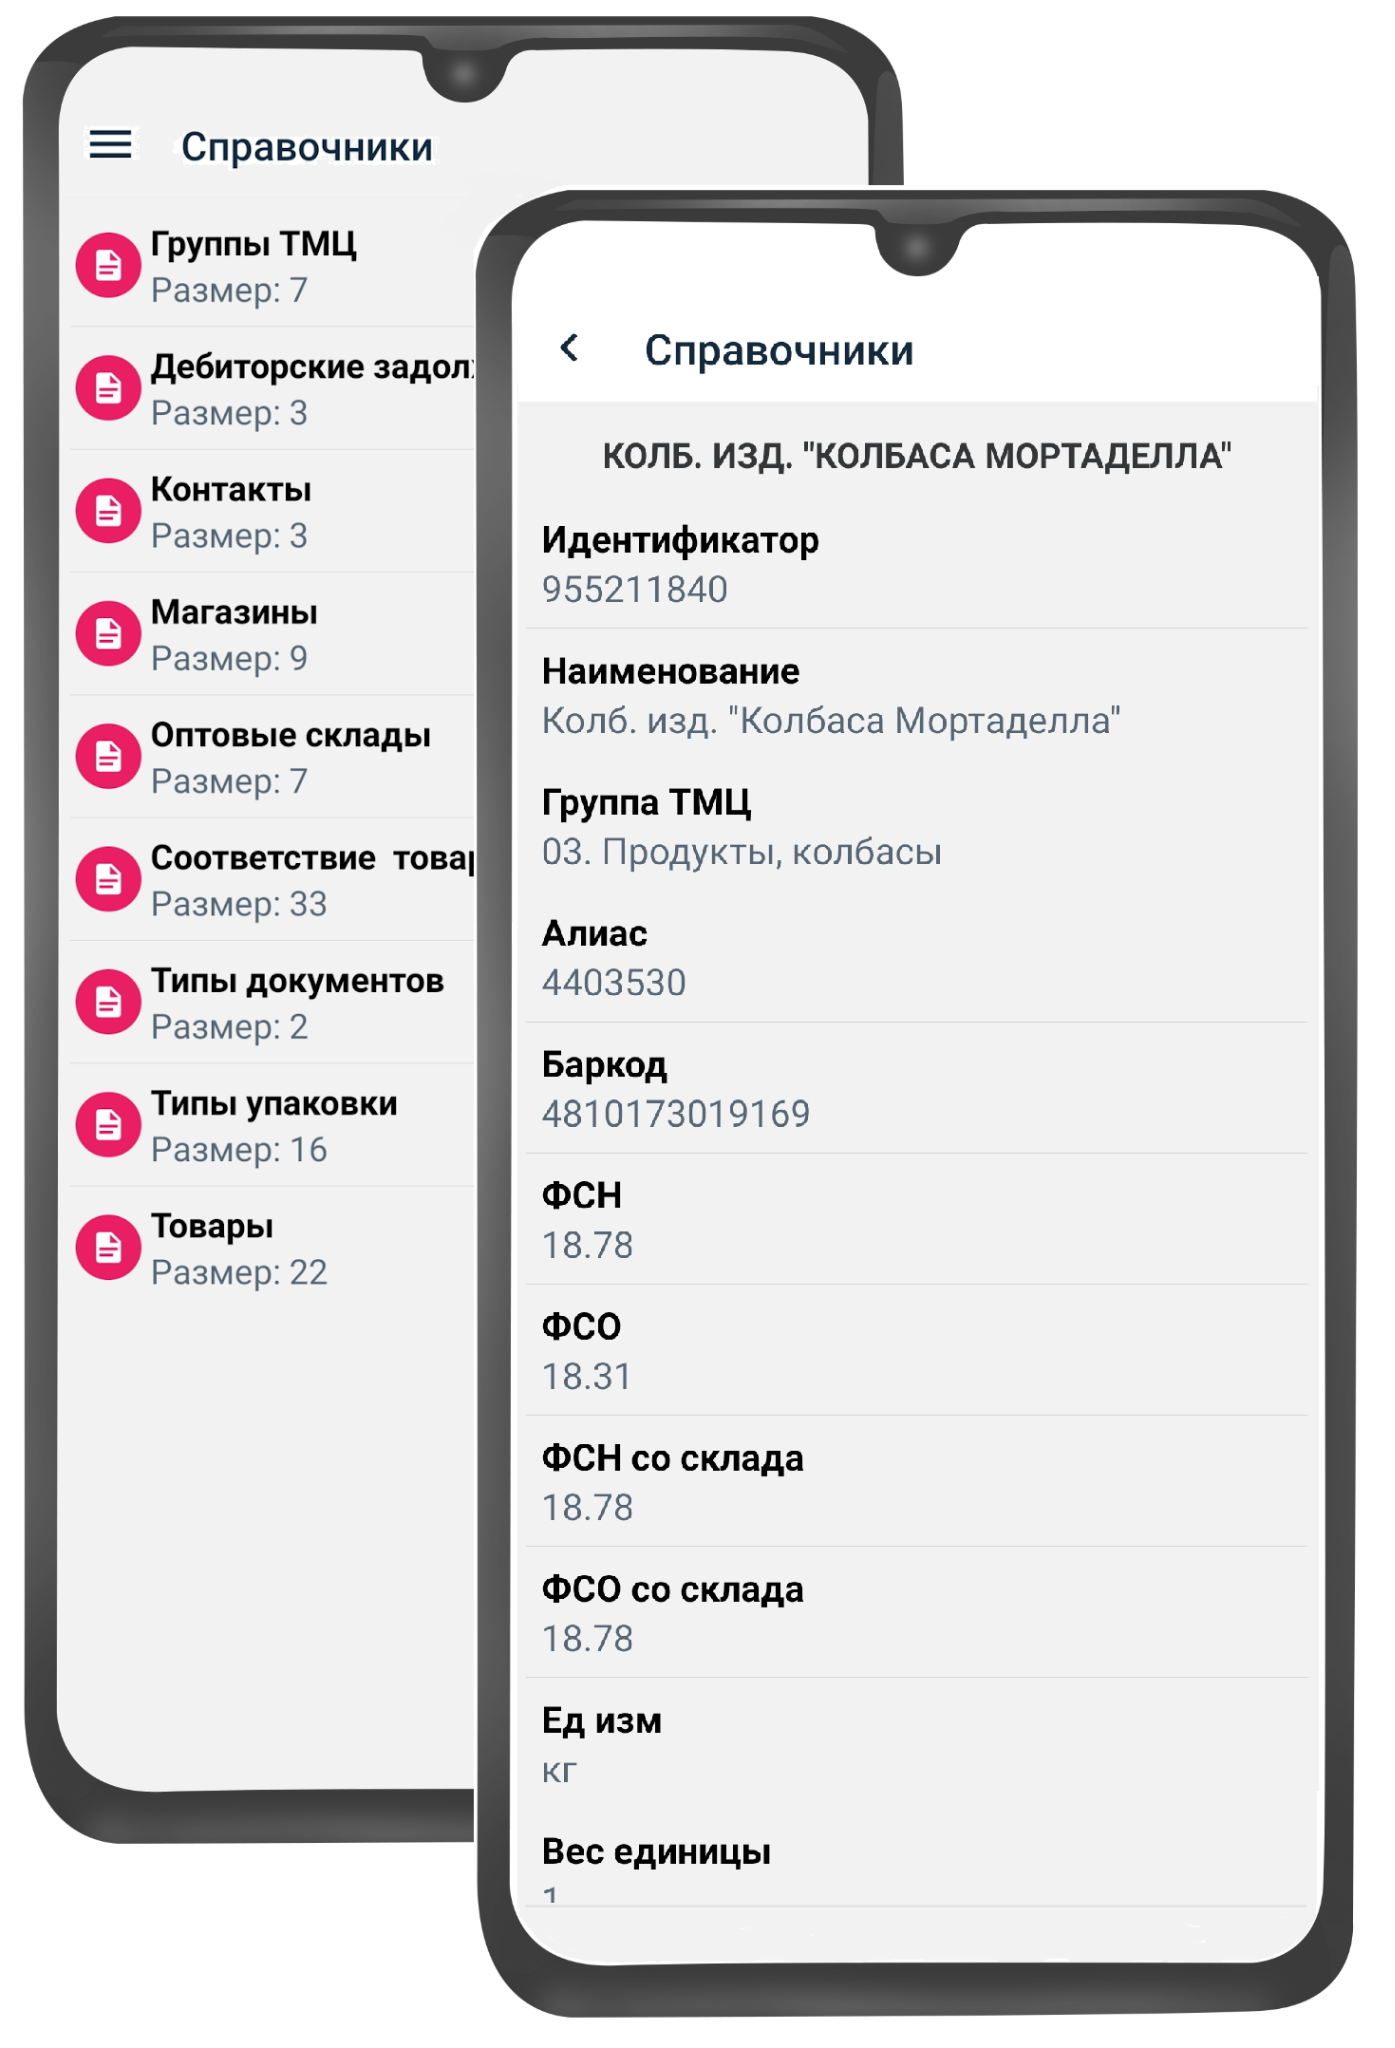 Справочники
Группы ТМЦ
Размер: 7
Дебиторские
Размер: 3
Контакты
Размер: 3
Магазины
Размер: 9
Оптовые склады
Размер: 7
Соответствие
Размер: 33
Типы документов
Размер: 2
Типы упаковки
Размер: 16
Товары
Размер: 22
Справочники
КОЛБ. ИЗД. "КОЛБАСА МОРТАДЕЛЛА"
Идентификатор
955211840
Наименование
Колб. изд. "Колбаса Мортаделла"
Группа ТМЦ
03. Продукты, колбасы
Алиас
4403530
Баркод
4810173019169
ФСН
18.78
ФСО
18.31
ФСН со склада
18.78
ФСО со склада
18.78
Ед изм
кг
Вес единицы
1